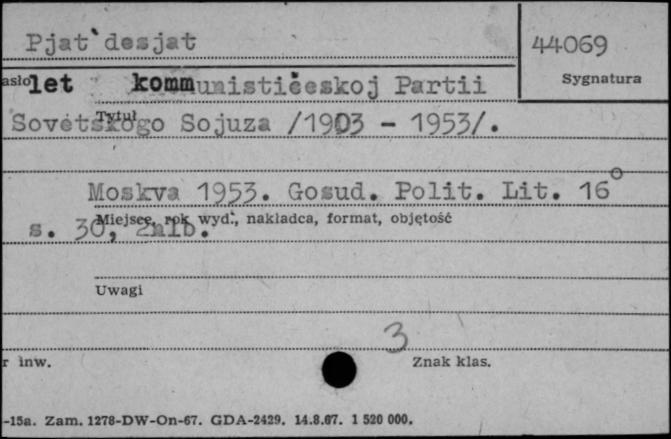 Pjat'desjat
44069
Sygnatura
asło let kommunističeskoj Partii
Tytuł
Sovetskogo Sojuza /1903 - 1953/.
Moskva 1953. Gosud. Polit. Lit. 16°
Miejsce, rok wyd., nakładca, format, objętość
s. 30,
Uwagi
3
r inw.
Znak klas.
-15a. Zam. 1278-DW-On-67. GDA-2429. 14.8.67. 1 520 000.